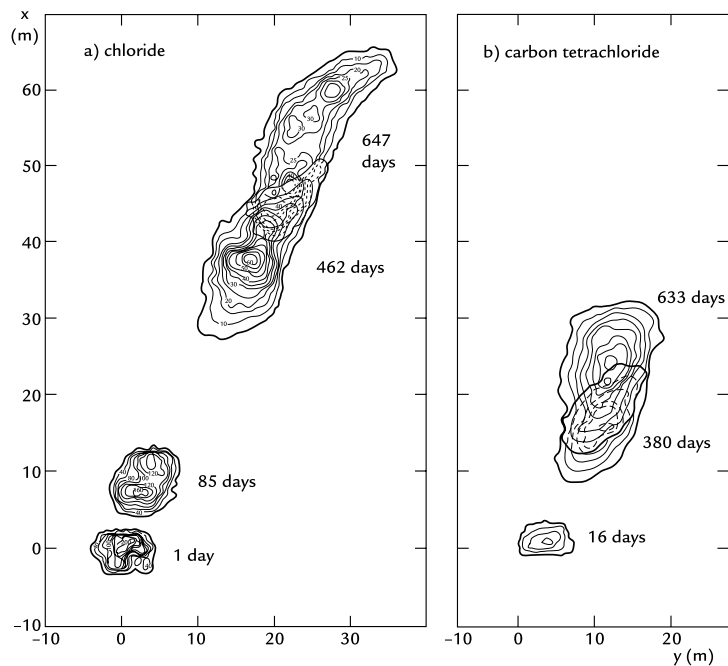 x
(m)
a) chloride
b) carbon tetrachloride
60
50
40
30
20
10
0
−10
647
days
462 days
85 days
1 day
633 days
380 days
16 days
−10 0 10 20 30
−10 0 10 20
y (m)